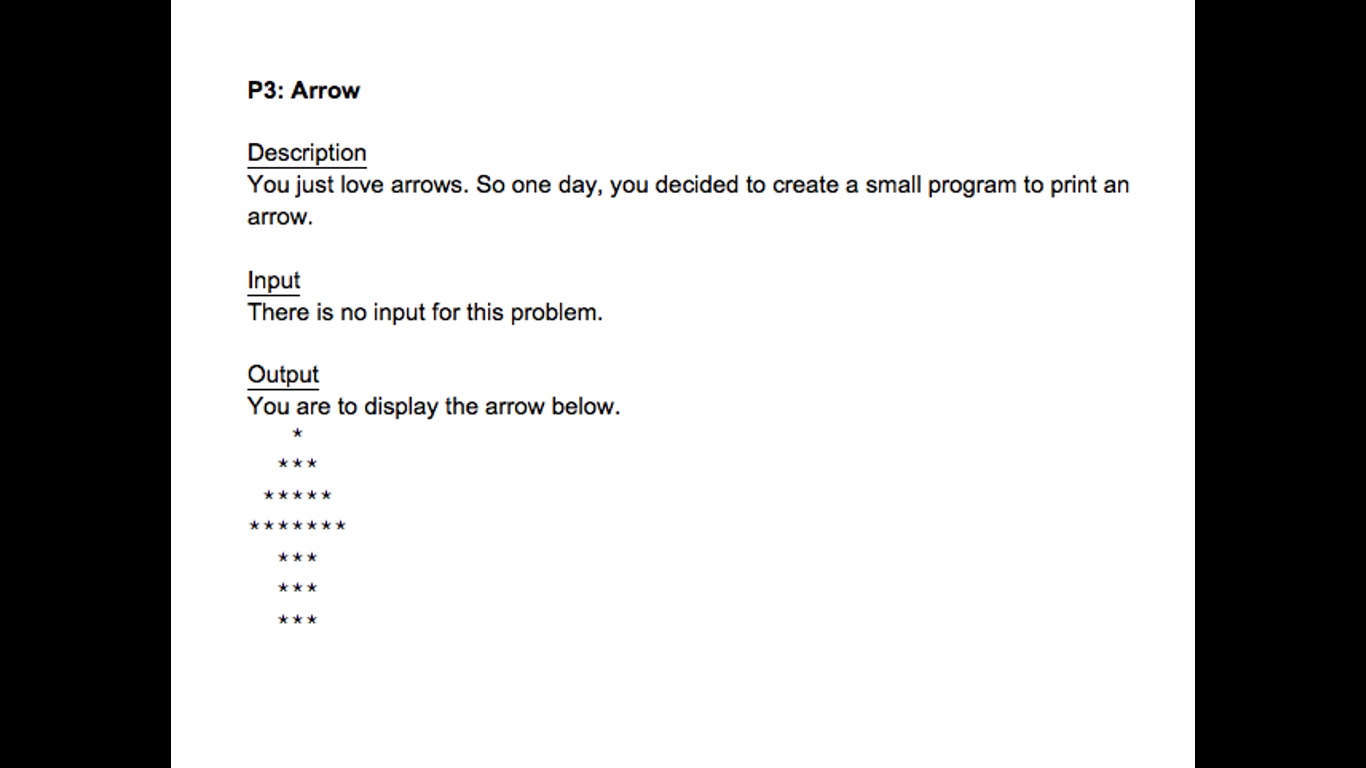 P3: Arrow
Description
You just love arrows. So one day, you decided to create a small program to print an
arrow.
Input
There is no input for this problem.
Output
You are to display the arrow below.
   *
  ***
 *****
*******
  ***
  ***
  ***